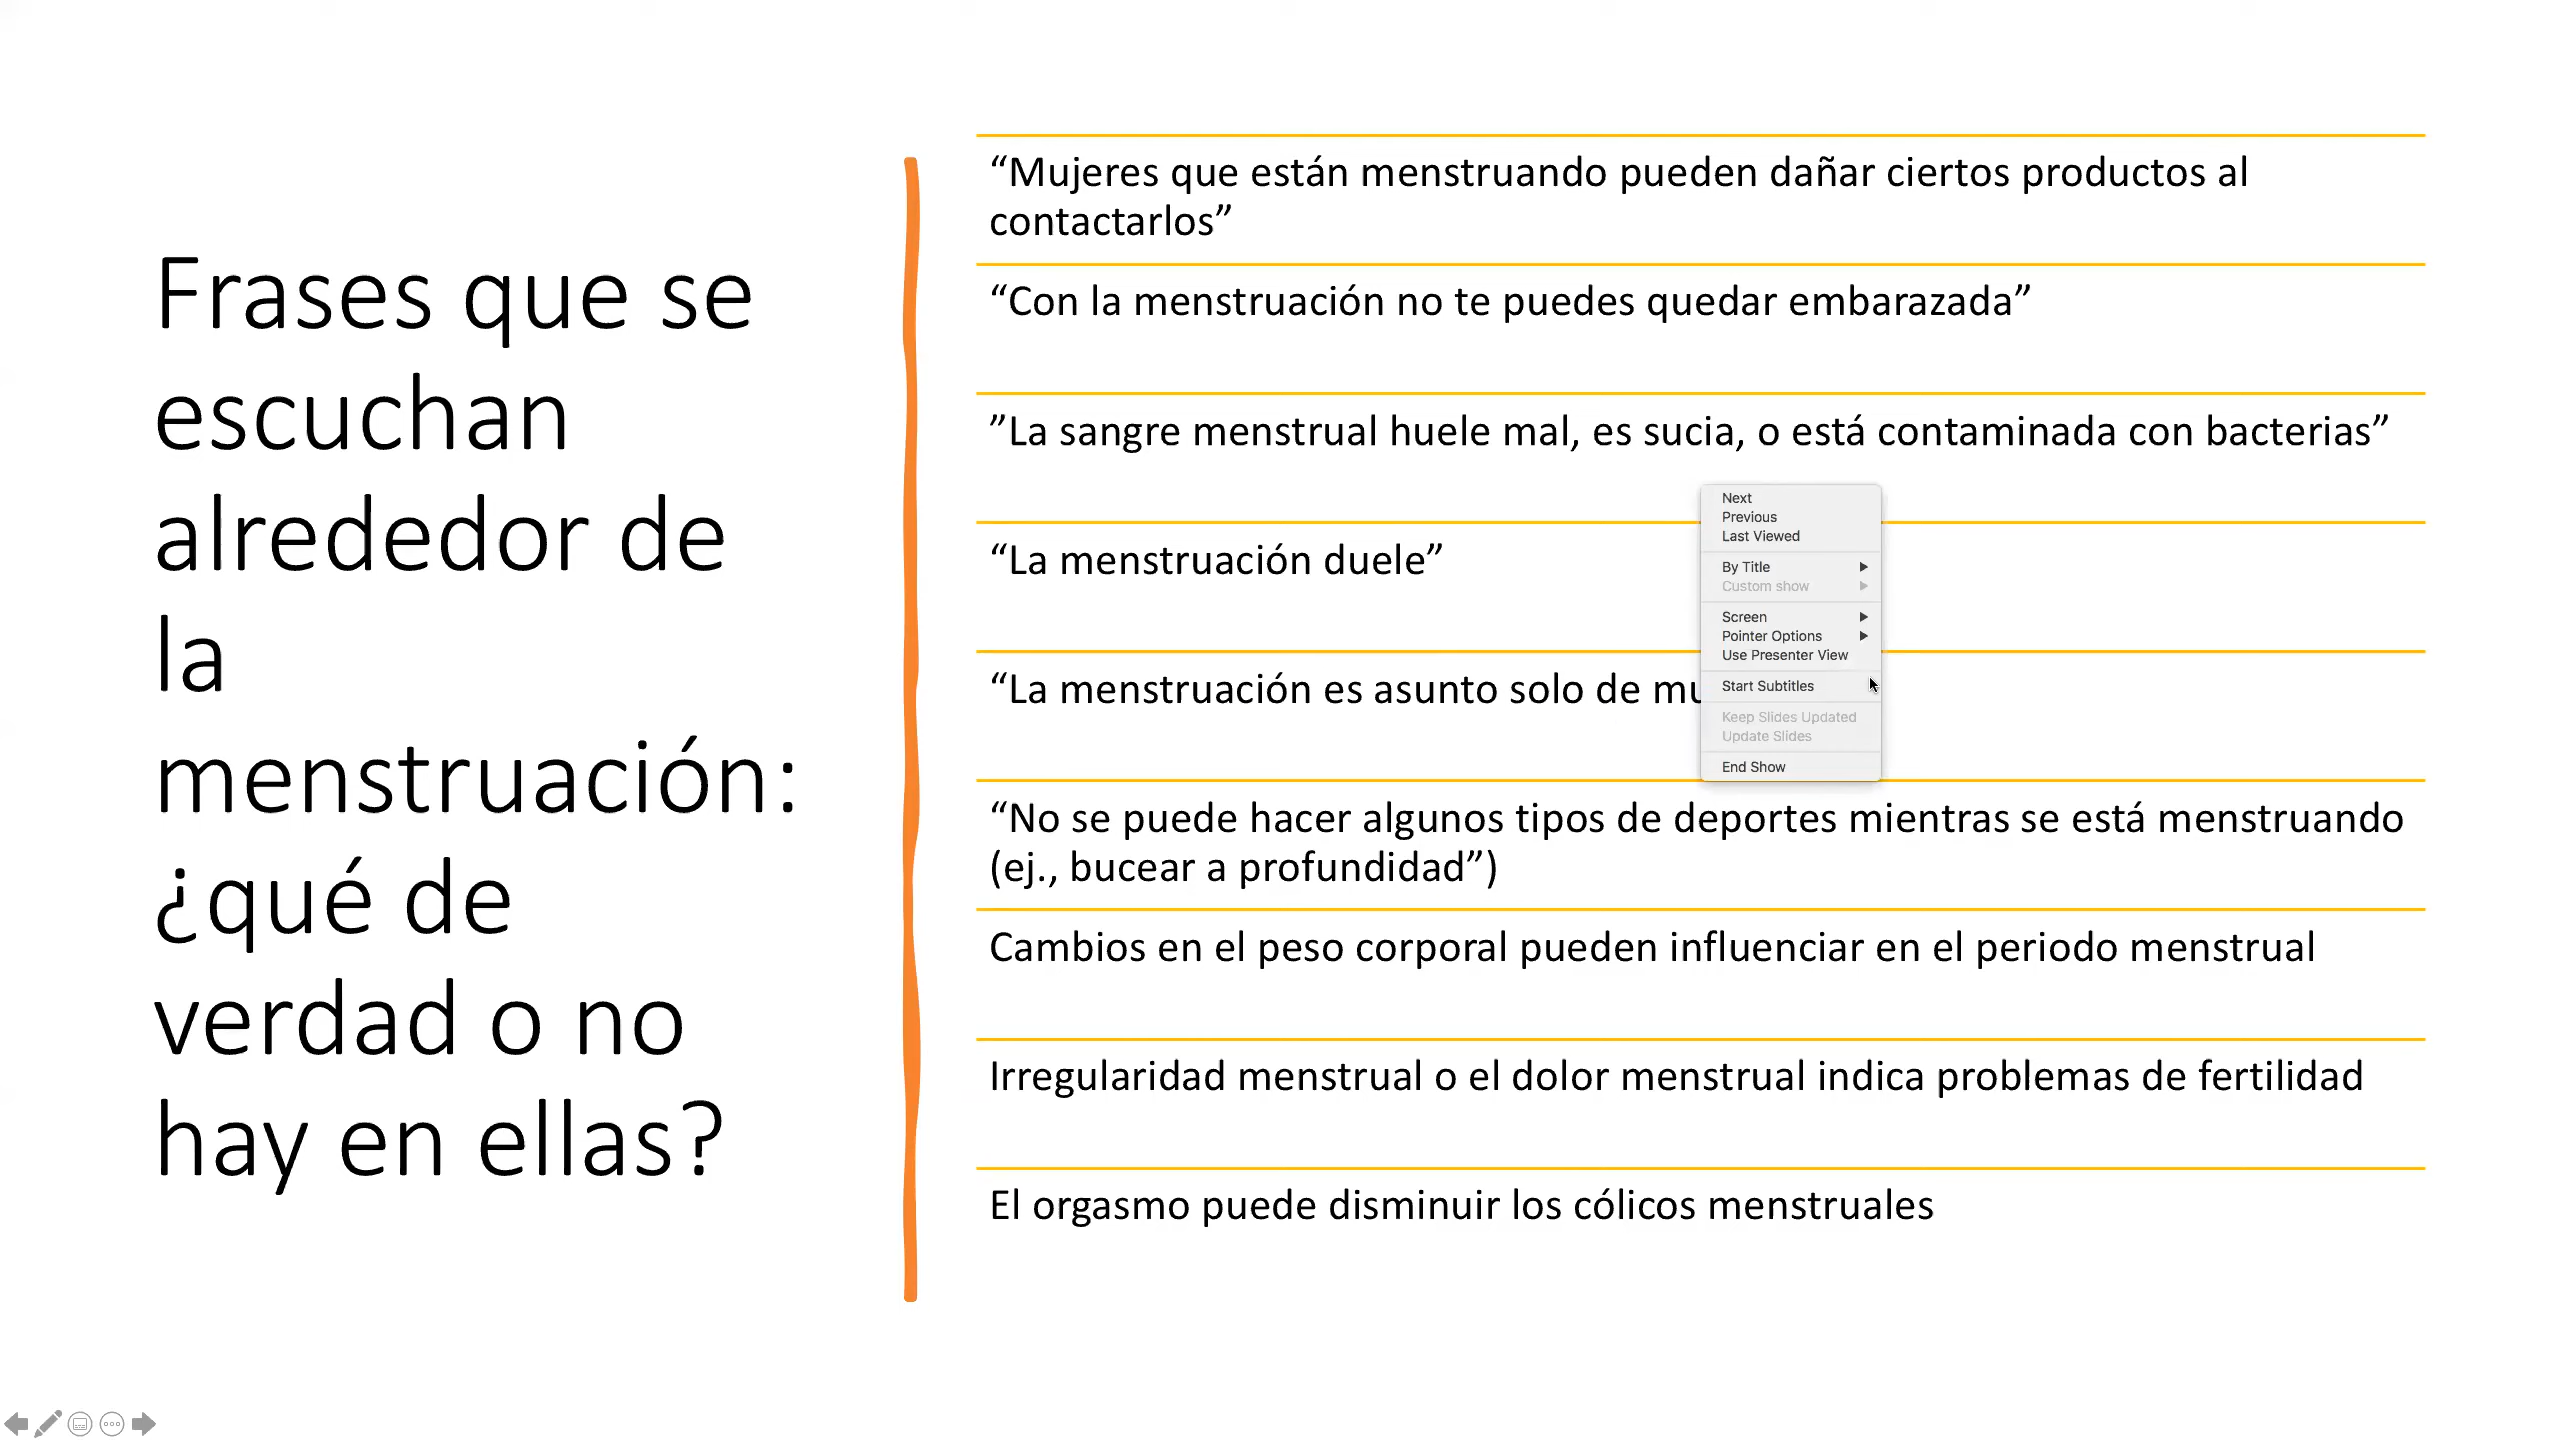 Frases que se
escuchan
alrededor de
la
menstruación:
¿qué de
verdad o no
hay en ellas?
“Mujeres que están menstruando pueden dañar ciertos productos al
contactarlos”
“Con la menstruación no te puedes quedar embarazada”
”La sangre menstrual huele mal, es sucia, o está contaminada con bacterias”
“La menstruación duele”
“La menstruación es asunto solo de
“No se puede hacer algunos tipos de deportes mientras se está menstruando
(ej., bucear a profundidad”)
Cambios en el peso corporal pueden influenciar en el periodo menstrual
Irregularidad menstrual o el dolor menstrual indica problemas de fertilidad
El orgasmo puede disminuir los cólicos menstruales
Next
Previous
Last Viewed
By Title
Custom show
Screen
Pointer Options
Use Presenter View
Start Subtitles
Keep Slides Updated
Update Slides
End Show